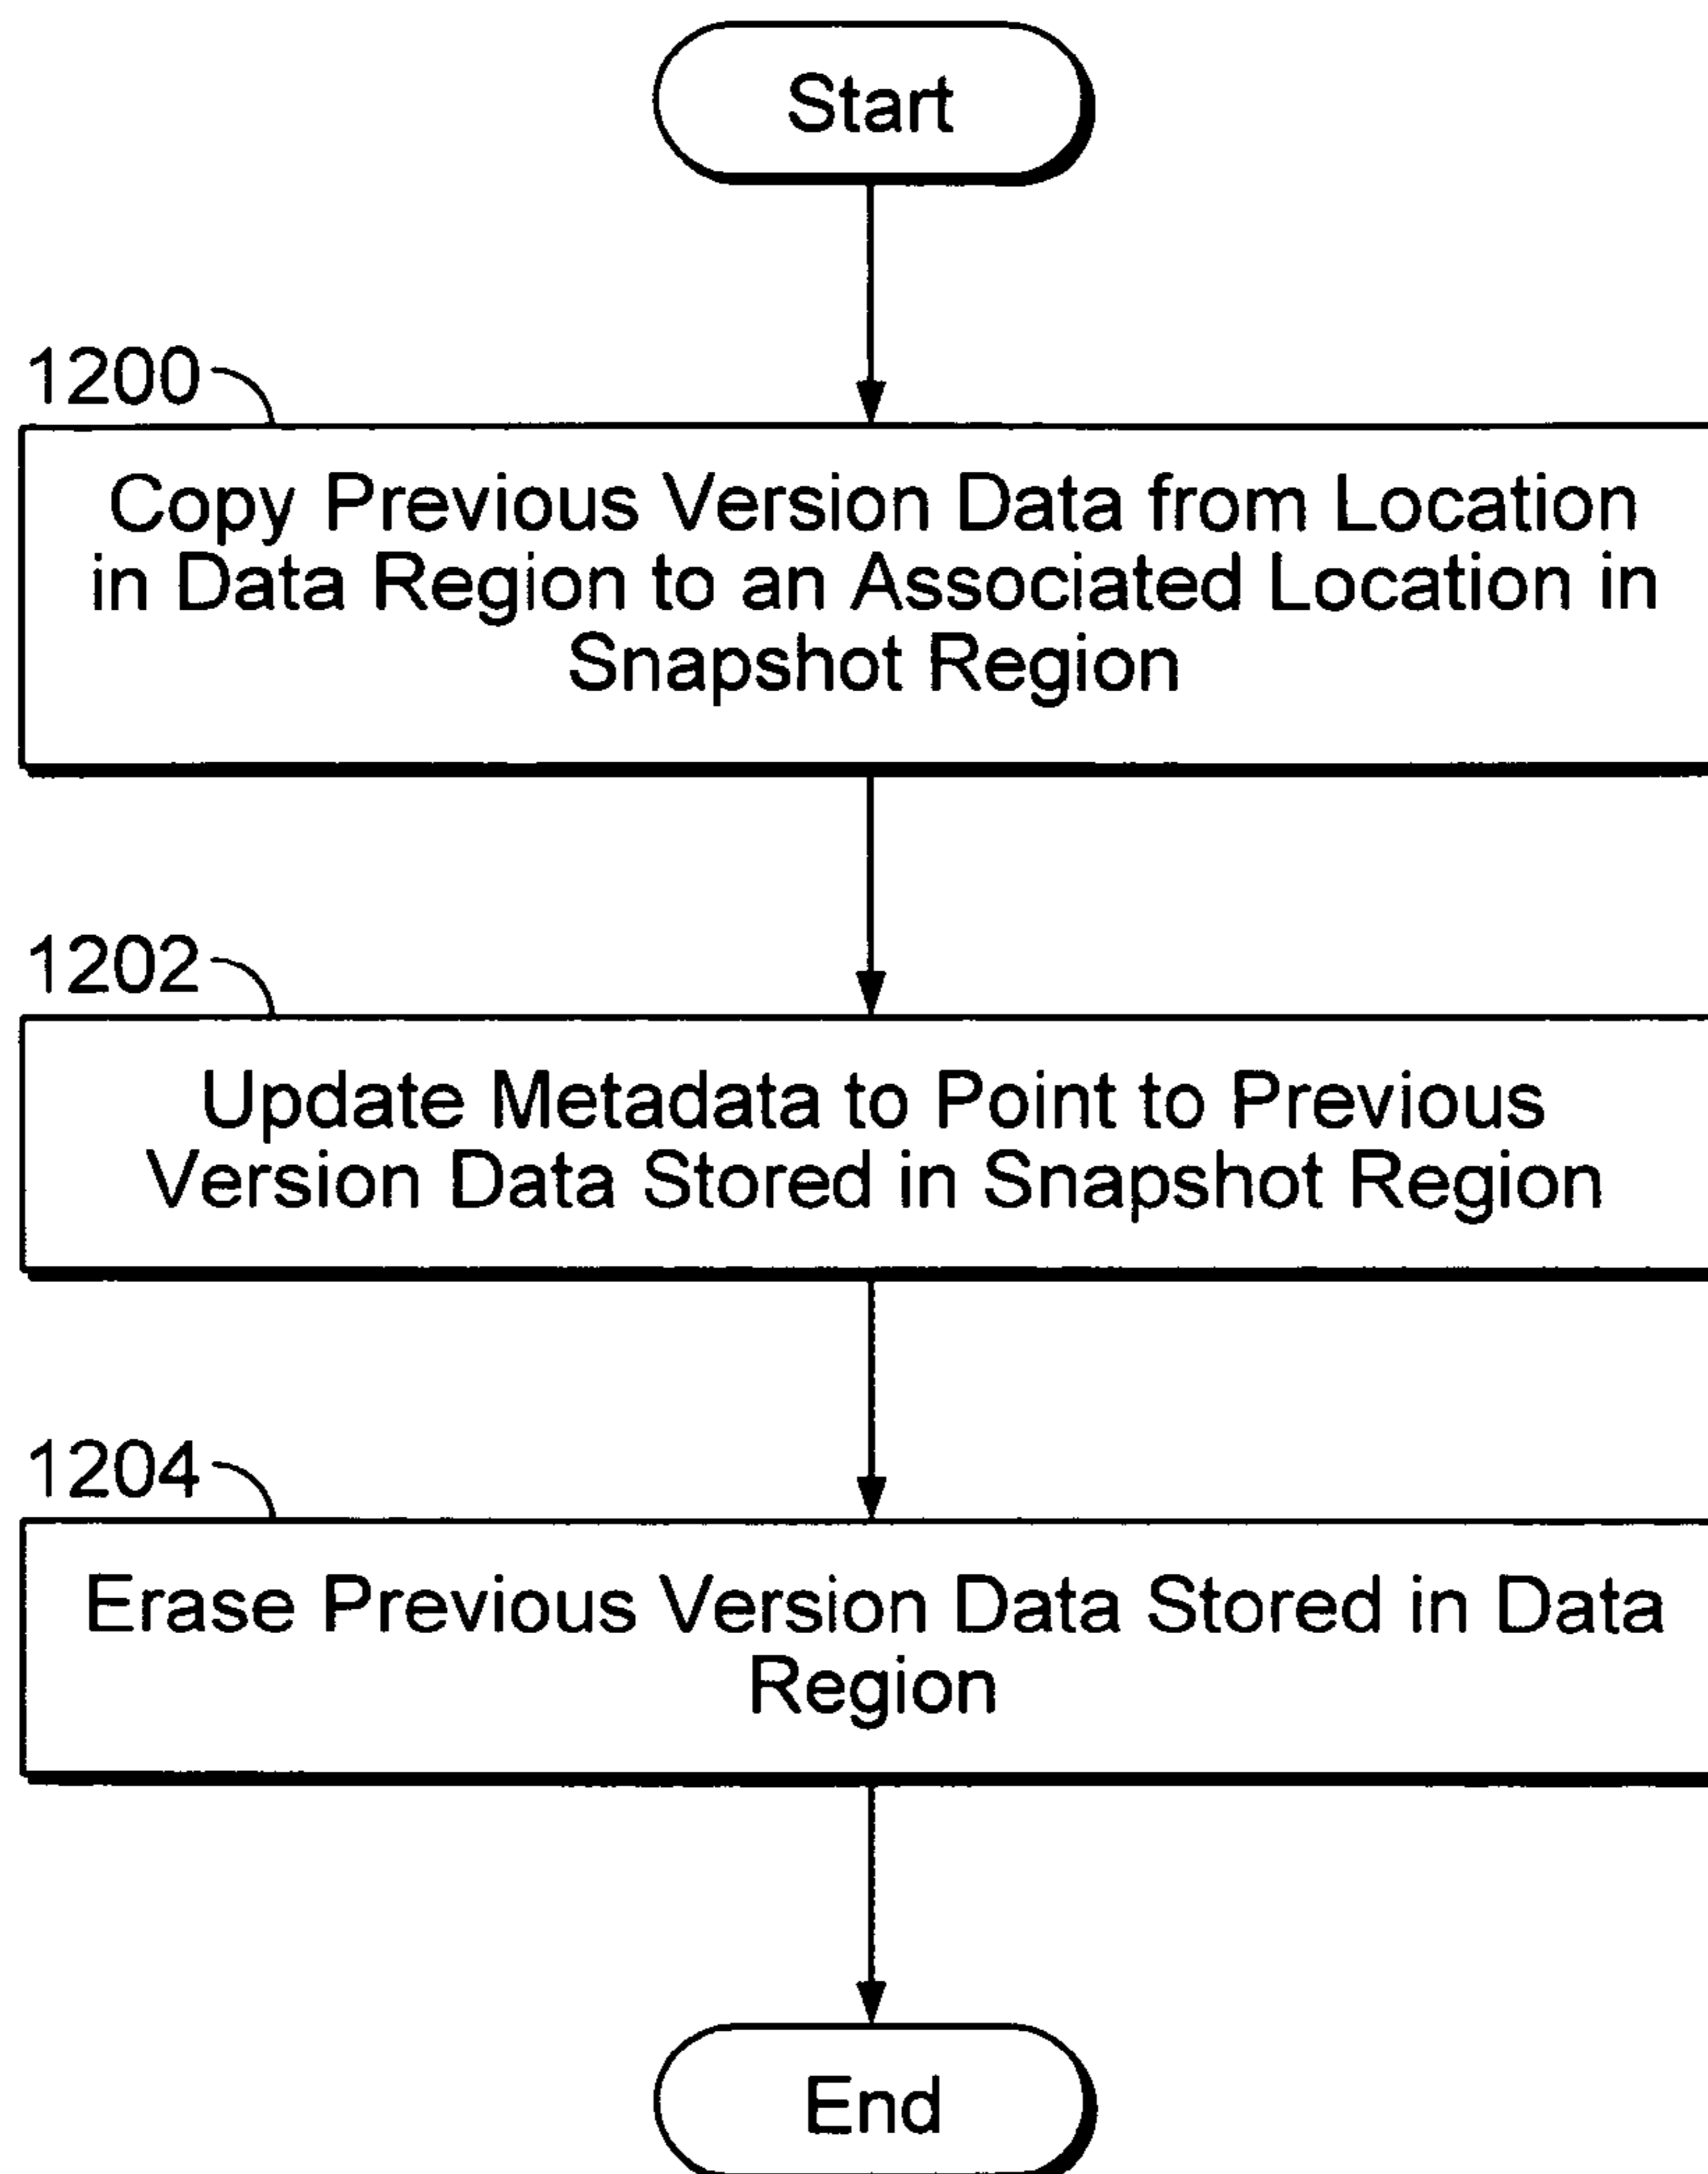 Start
1200
Copy Previous Version Data from Location
in Data Region to an Associated Location in
Snapshot Region
1202
Update Metadata to Point to Previous
Version Data Stored in Snapshot Region
1204
Erase Previous Version Data Stored in Data
Region
End